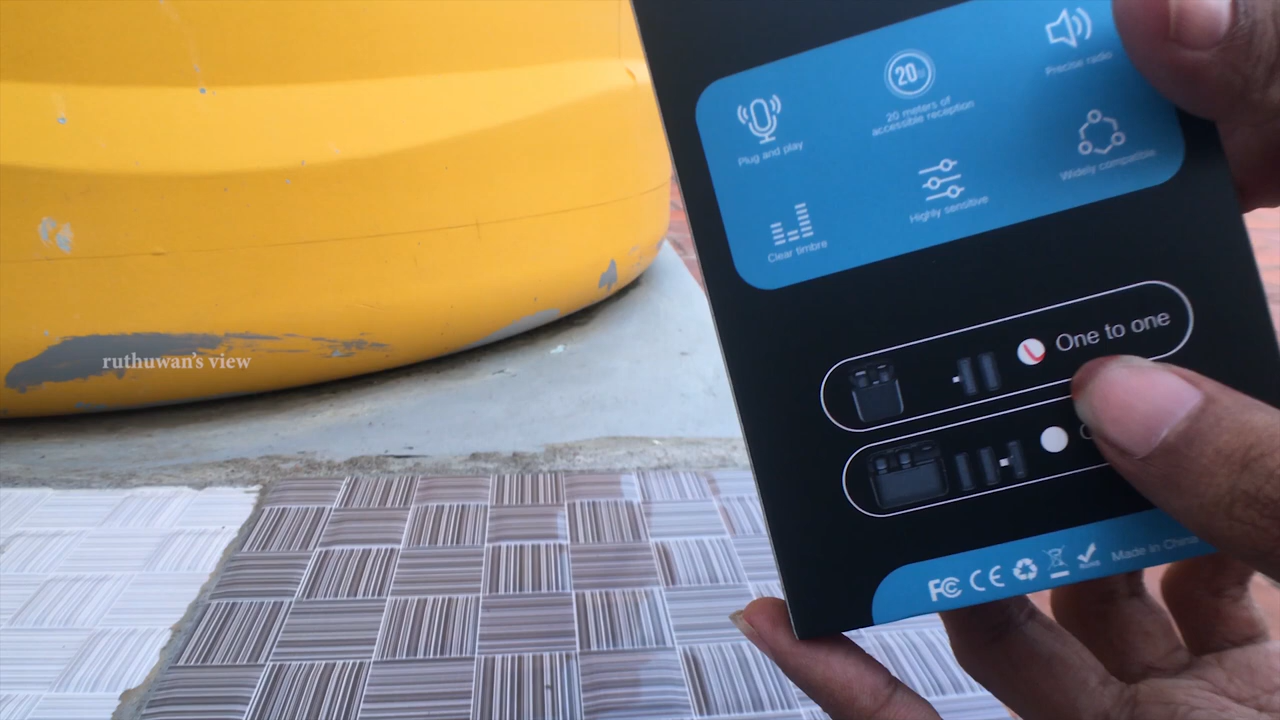 20
Precise radio
Plug and play
20 meters of
accessible reception
Widely compatible
Highly sensitive
Clear timbre
One to one
FC CE
Made in China
ruthuwan's view